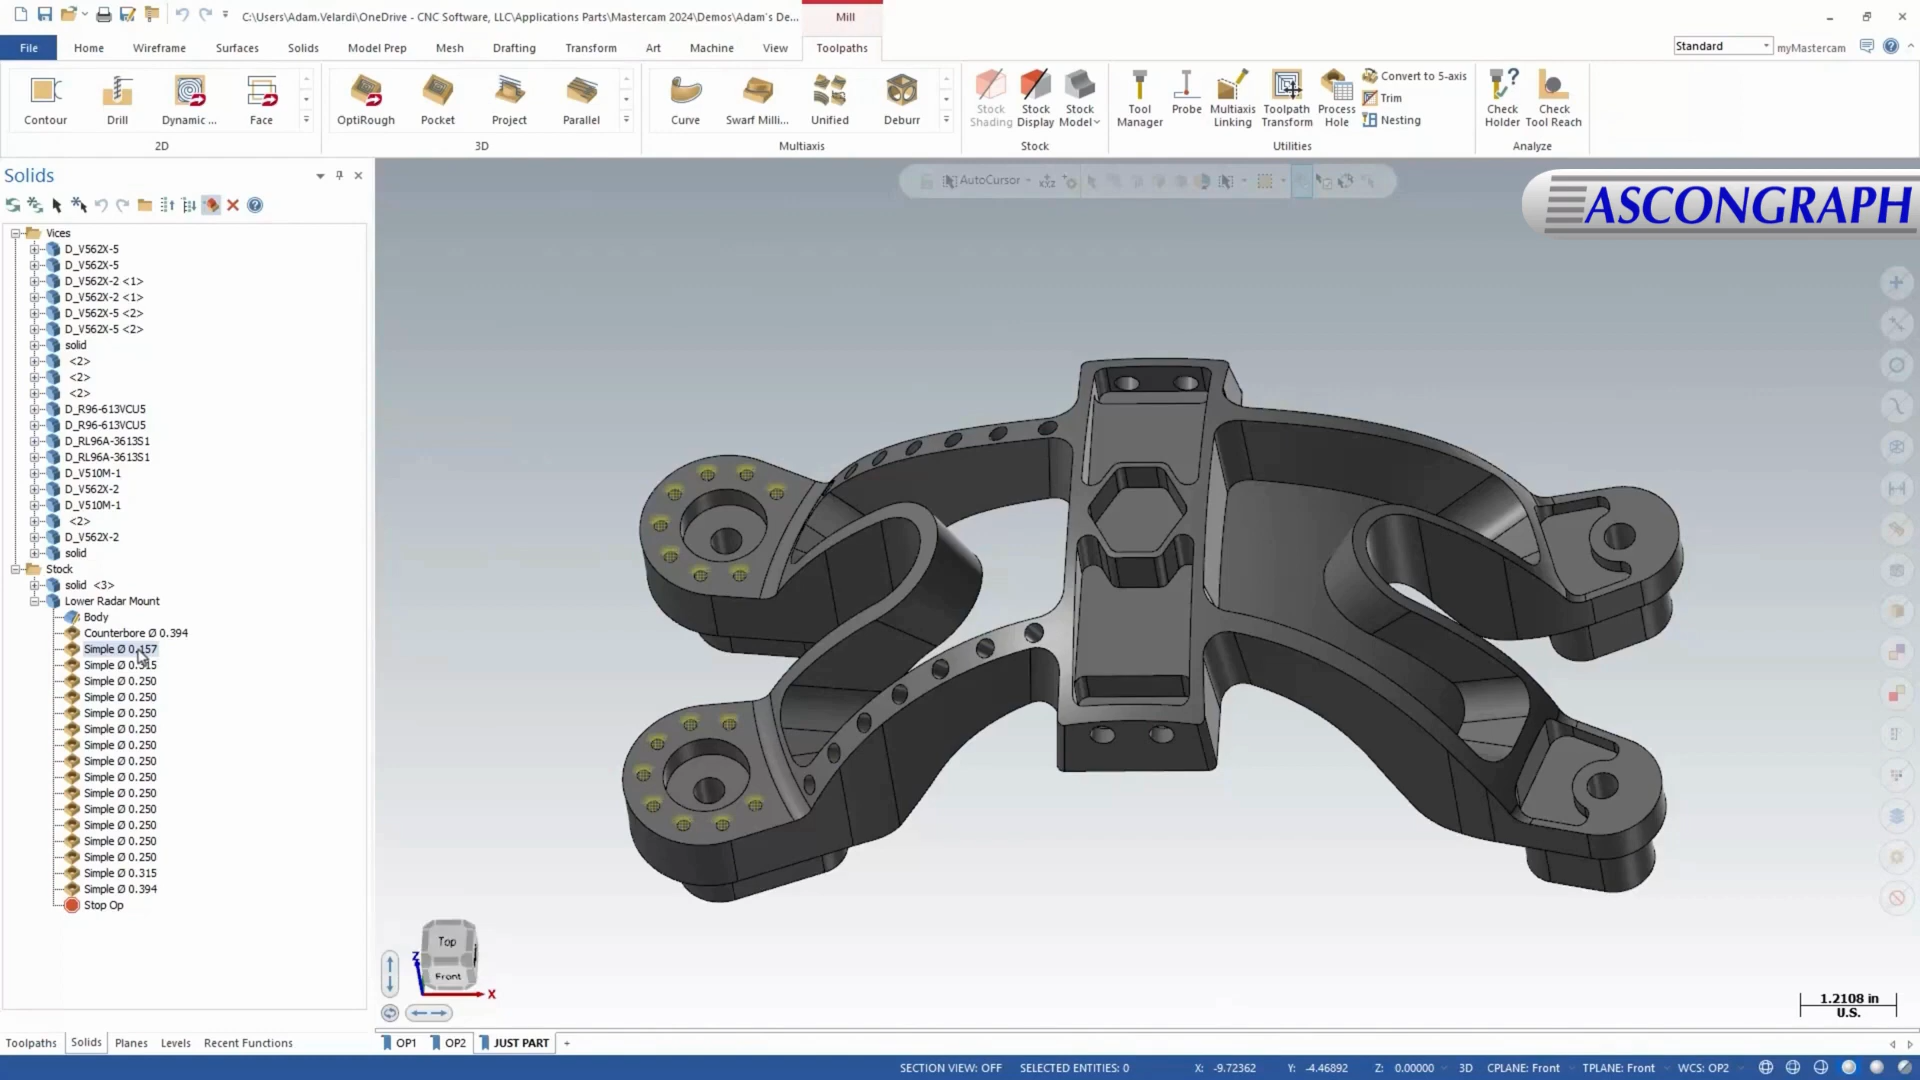 C:\Users\Adam.Velardi\OneDrive - CNC Software, LLC\Applications Parts\Mastercam 2024\Demos\Adam's De...
Mill
File
Home
Wireframe
Surfaces
Solids
Model Prep
Mesh
Drafting
Transform
Art
Machine
View
Toolpaths
Standard
myMastercam
Contour
Drill
Dynamic ...
Face
2D
OptiRough
Pocket
Project
Parallel
3D
Curve
Swarf Milli...
Unified
Deburr
Multiaxis
Stock Shading
Stock Display
Stock Model
Stock
Tool Manager
Probe
Multiaxis Linking
Toolpath Transform
Process Hole
Convert to 5-axis
Trim
Nesting
Utilities
Check Holder
Check Tool Reach
Analyze
Solids
AutoCursor
ASCONGRAPH
Vices
D_V562X-5
D_V562X-5
D_V562X-2 <1>
D_V562X-2 <1>
D_V562X-5 <2>
D_V562X-5 <2>
solid
<2>
<2>
<2>
D_R96-613VCU5
D_R96-613VCU5
D_RL96A-3613S1
D_RL96A-3613S1
D_V510M-1
D_V562X-2
D_V510M-1
<2>
D_V562X-2
solid
Stock
solid <3>
Lower Radar Mount
Body
Counterbore Ø 0.394
Simple Ø 0.157
Simple Ø 0.315
Simple Ø 0.250
Simple Ø 0.250
Simple Ø 0.250
Simple Ø 0.250
Simple Ø 0.250
Simple Ø 0.250
Simple Ø 0.250
Simple Ø 0.250
Simple Ø 0.250
Simple Ø 0.250
Simple Ø 0.250
Simple Ø 0.250
Simple Ø 0.315
Simple Ø 0.394
Stop Op
Top
Front
Z
X
1.2108 in
U.S.
Toolpaths
Solids
Planes
Levels
Recent Functions
OP1
OP2
JUST PART
+
SECTION VIEW: OFF
SELECTED ENTITIES: 0
X: -9.72362
Y: -4.46892
Z: 0.00000
3D
CPLANE: Front
TPLANE: Front
WCS: OP2